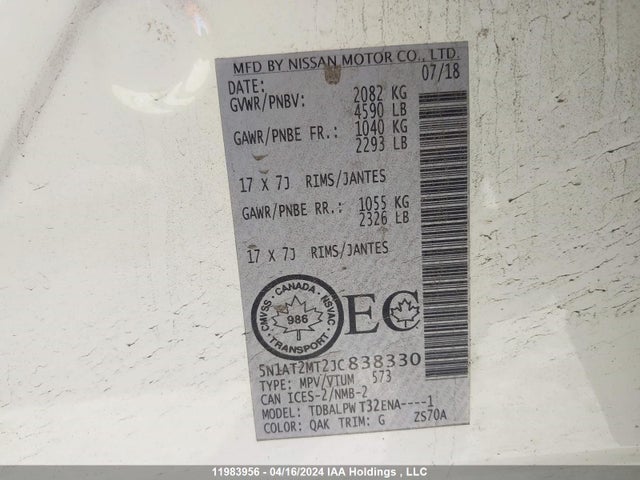 MFD BY NISSAN MOTOR CO., LTD.
DATE: 07/18
GVWR/PNBV: 2082 KG
4590 LB
GAWR/PNBE FR.: 1040 KG
2293 LB
17 X 7J RIMS/JANTES
GAWR/PNBE RR.: 1055 KG
2326 LB
17 X 7J RIMS/JANTES
CANADA
CMVSS 986 NSVAC
TRANSPORT
EC
5N1AT2MT2JC838330
TYPE: MPV/VTUM 573
CAN ICES-2/NMB-2
MODEL: TDBALPW T32ENA----1
COLOR: QAK TRIM: G ZS70A
11983956 - 04/16/2024 IAA Holdings , LLC